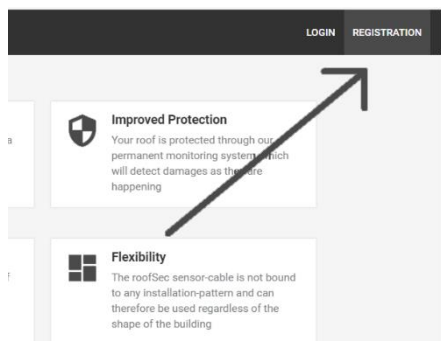 LOGIN REGISTRATION
a
Improved Protection
Your roof is protected through our
permanent monitoring system, which
will detect damages as they are
happening
f
Flexibility
The roofSec sensor-cable is not bound
to any installation-pattern and can
therefore be used regardless of the
shape of the building